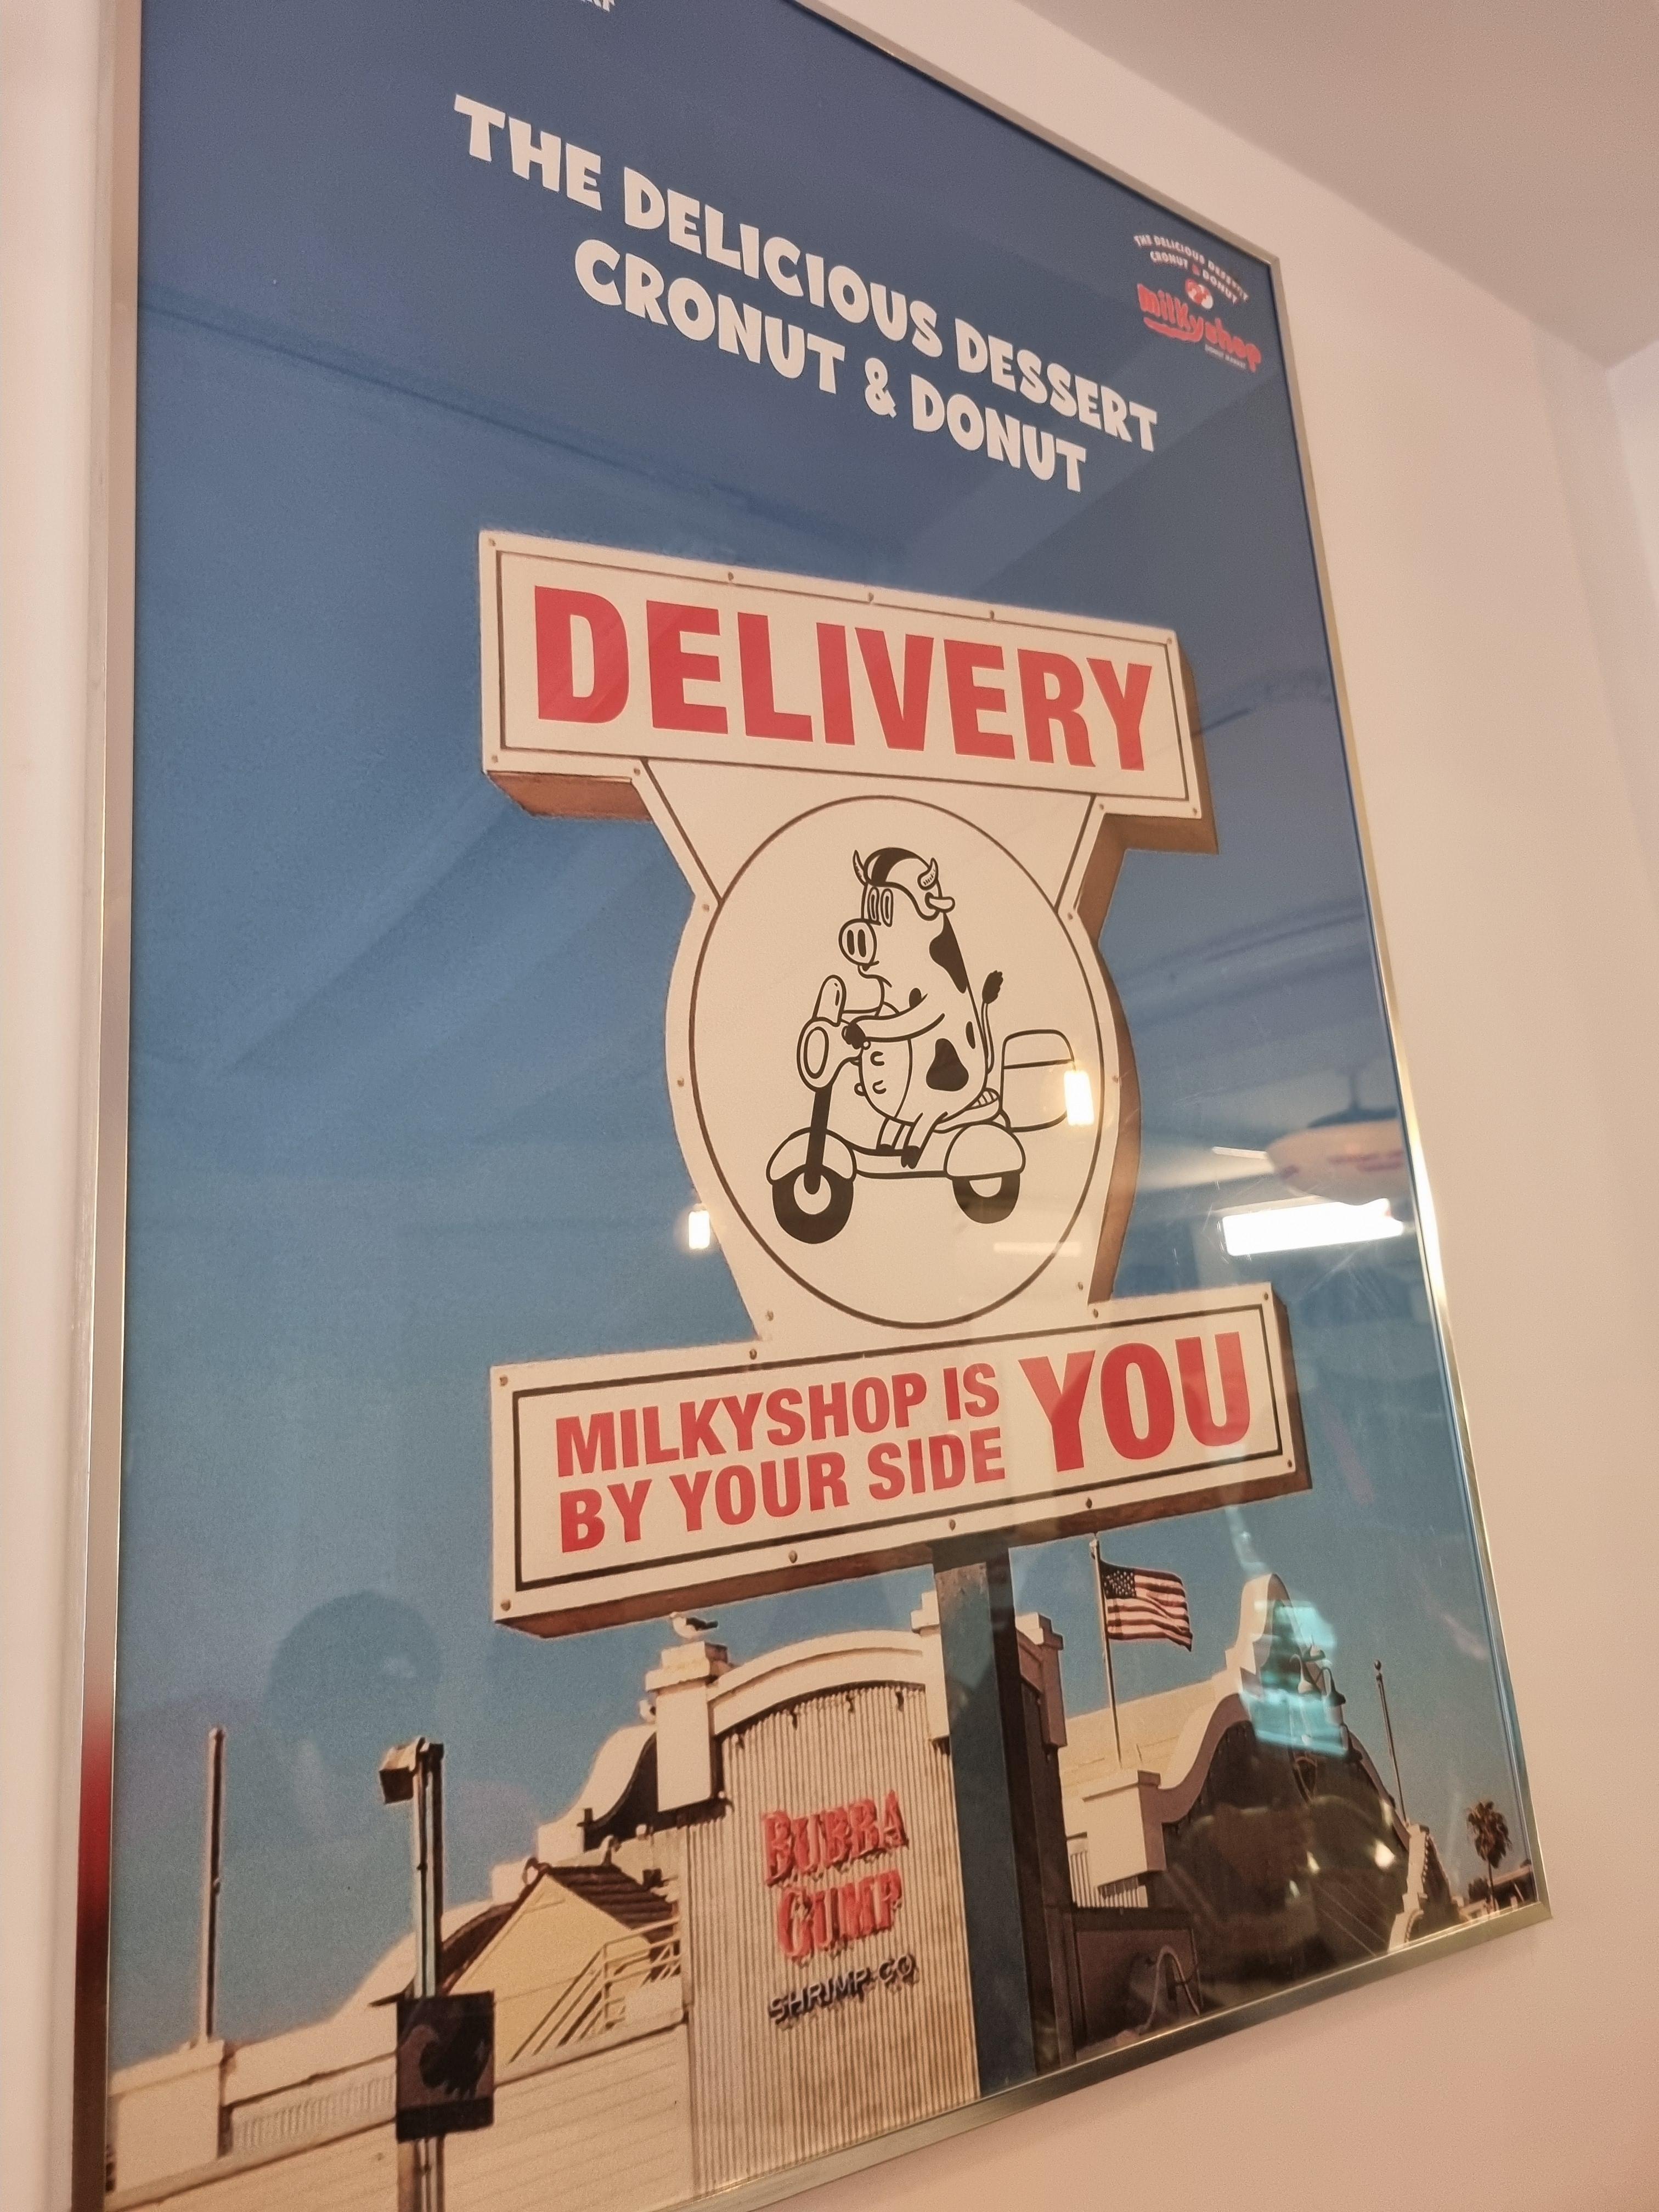 THE DELICIOUS DESSERT
CRONUT & DONUT
THE DELICIOUS DESSERT
CRONUT & DONUT
milkyshop
DELIVERY
MILKYSHOP IS
BY YOUR SIDE
YOU
BUBBA
GUMP
SHRIMP CO